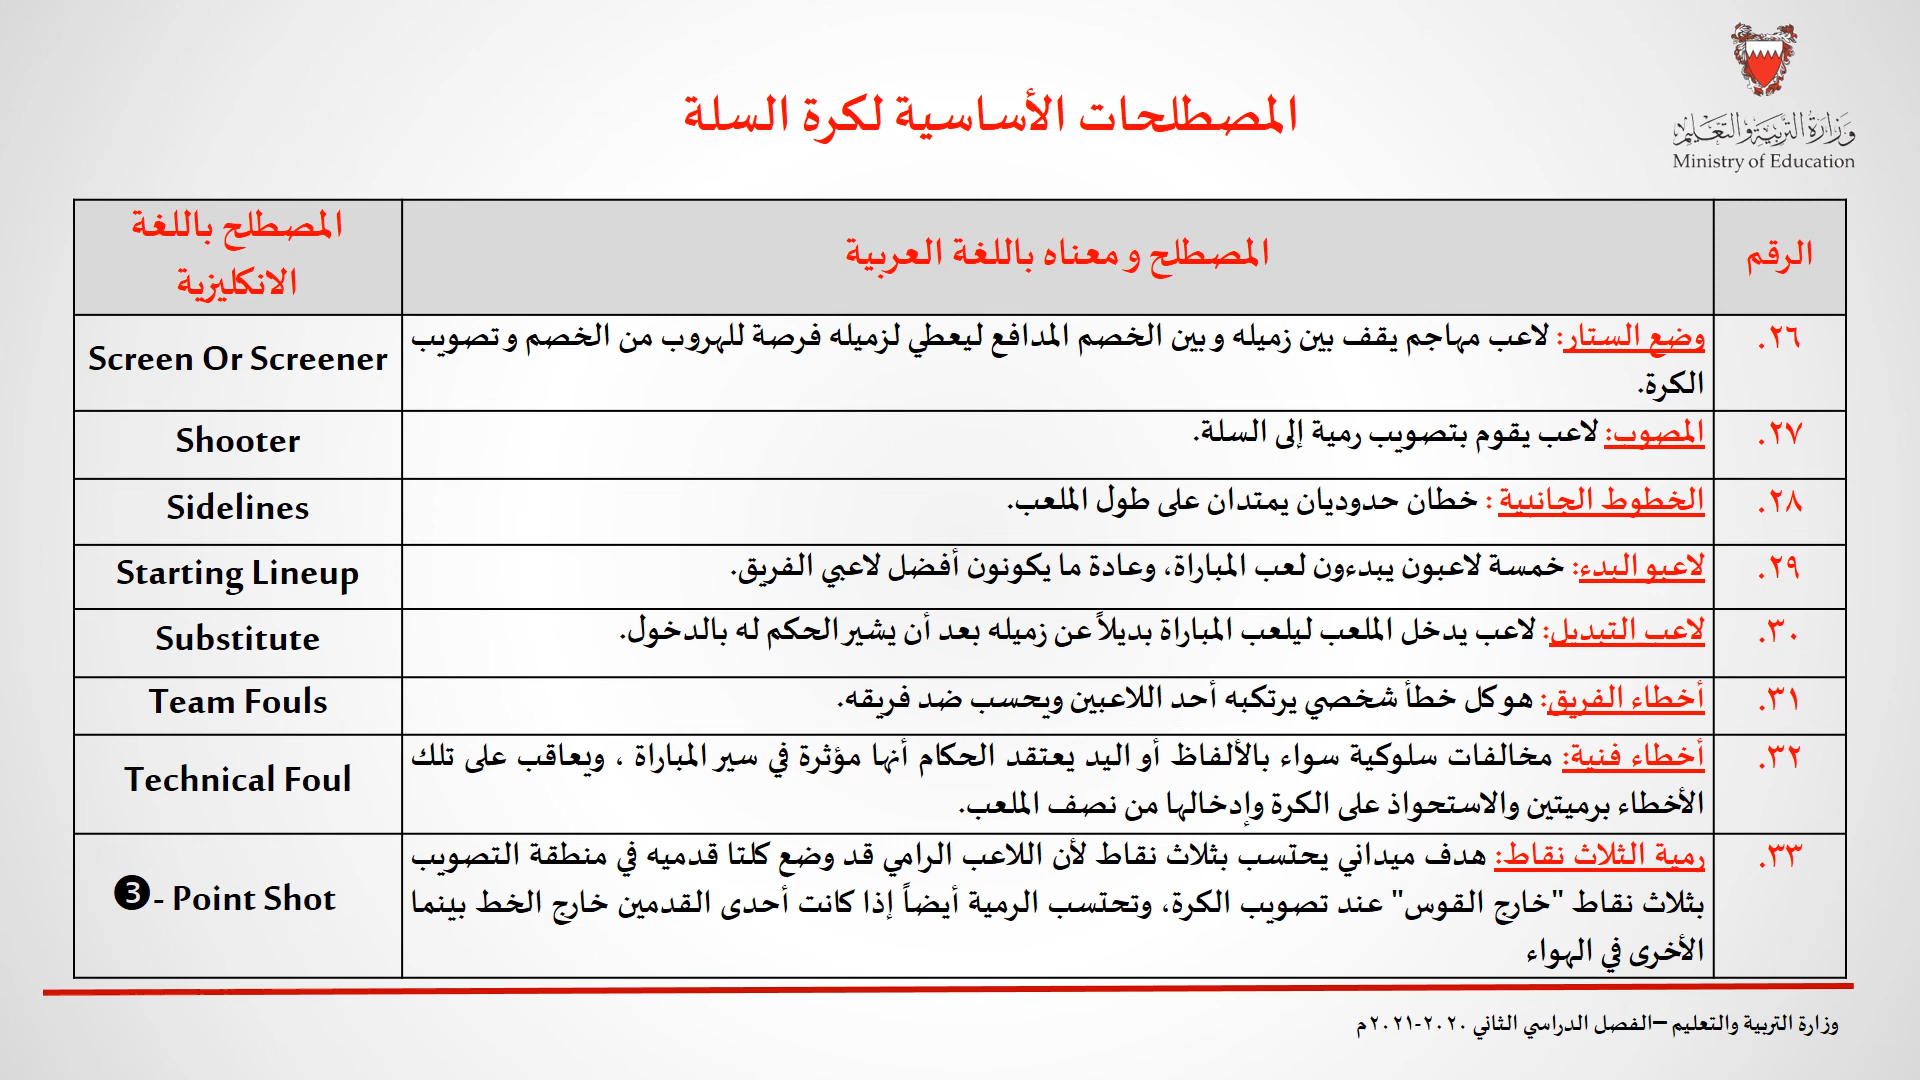 وزارة التربية والتعليم
Ministry of Education
المصطلحات الأساسية لكرة السلة
الرقم
المصطلح ومعناه باللغة العربية
المصطلح باللغة
الانكليزية
٢٦.
وضع الستار: لاعب مهاجم يقف بين زميله وبين الخصم المدافع ليعطي لزميله فرصة للهروب من الخصم وتصويب
الكرة.
Screen Or Screener
٢٧.
المصوب: لاعب يقوم بتصويب رمية إلى السلة.
Shooter
٢٨.
الخطوط الجانبية : خطان حدوديان يمتدان على طول الملعب.
Sidelines
٢٩.
لاعبو البدء: خمسة لاعبون يبدءون لعب المباراة، وعادة ما يكونون أفضل لاعبي الفريق.
Starting Lineup
٣٠.
لاعب التبديل: لاعب يدخل الملعب ليلعب المباراة بديلاً عن زميله بعد أن يشير الحكم له بالدخول.
Substitute
٣١.
أخطاء الفريق: هو كل خطأ شخصي يرتكبه أحد اللاعبين ويحسب ضد فريقه.
Team Fouls
٣٢.
أخطاء فنية: مخالفات سلوكية سواء بالألفاظ أو اليد يعتقد الحكام أنها مؤثرة في سير المباراة ، ويعاقب على تلك
الأخطاء برميتين والاستحواذ على الكرة وإدخالها من نصف الملعب.
Technical Foul
٣٣.
رمية الثلاث نقاط: هدف ميداني يحتسب بثلاث نقاط لأن اللاعب الرامي قد وضع كلتا قدميه في منطقة التصويب
بثلاث نقاط "خارج القوس" عند تصويب الكرة، وتحتسب الرمية أيضاً إذا كانت أحدى القدمين خارج الخط بينما
الأخرى في الهواء
❸- Point Shot
وزارة التربية والتعليم –الفصل الدراسي الثاني ٢٠٢٠-٢٠٢١م